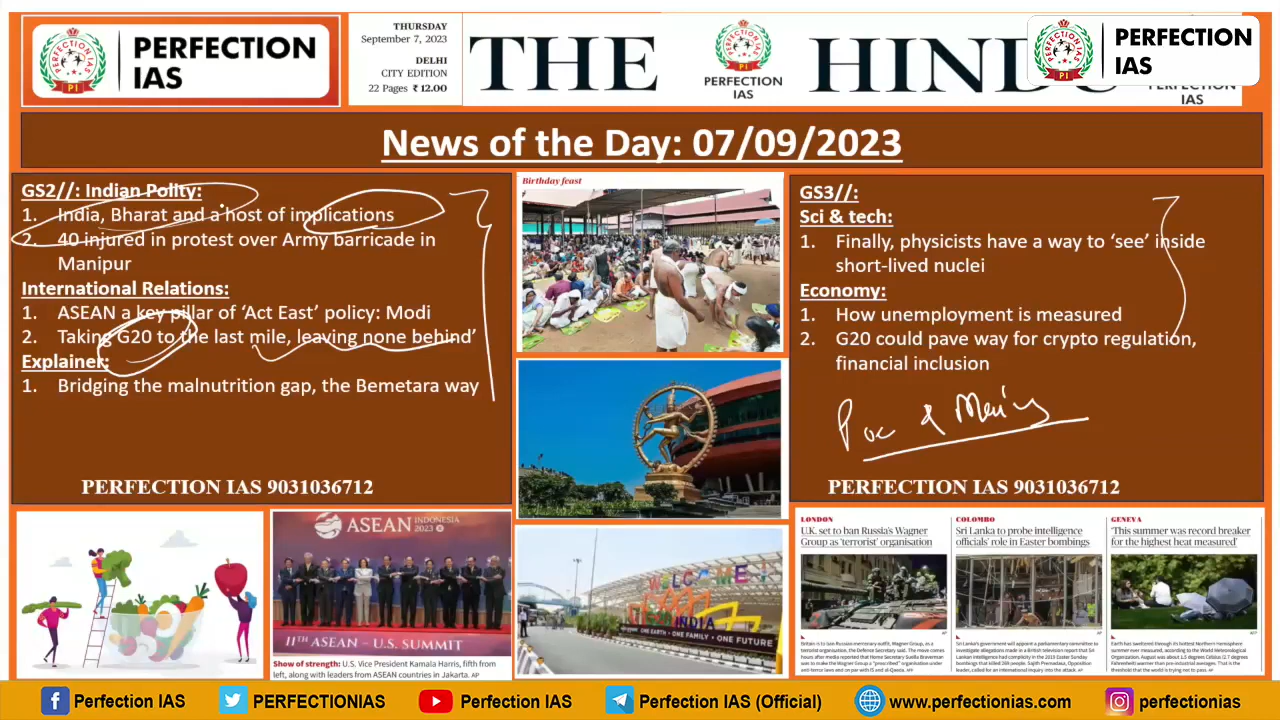 PERFECTION
IAS
THURSDAY
September 7, 2023
DELHI
CITY EDITION
22 Pages ₹ 12.00
THE HINDU
PERFECTION
IAS
PERFECTION
IAS
IAS
News of the Day: 07/09/2023
GS2//: Indian Polity:
1. India, Bharat and a host of implications
2. 40 injured in protest over Army barricade in
Manipur
International Relations:
1. ASEAN a key pillar of ‘Act East’ policy: Modi
2. Taking G20 to the last mile, leaving none behind’
Explainer:
1. Bridging the malnutrition gap, the Bemetara way
PERFECTION IAS 9031036712
Birthday feast
GS3//:
Sci & tech:
1. Finally, physicists have a way to ‘see’ inside
short-lived nuclei
Economy:
1. How unemployment is measured
2. G20 could pave way for crypto regulation,
financial inclusion
PERFECTION IAS 9031036712
ASEAN INDONESIA
2023
11TH ASEAN - U.S. SUMMIT
Show of strength: U.S. Vice President Kamala Harris, fifth from
left, along with leaders from ASEAN countries in Jakarta. AFP
WELCOME
INDIA
ONE EARTH • ONE FAMILY • ONE FUTURE
LONDON
U.K. set to ban Russia's Wagner
Group as ‘terrorist’ organisation
COLOMBO
Sri Lanka to probe intelligence
officials’ role in Easter bombings
GENEVA
‘This summer was record breaker
for the highest heat measured’
Perfection IAS
PERFECTIONIAS
Perfection IAS
Perfection IAS (Official)
www.perfectionias.com
perfectionias